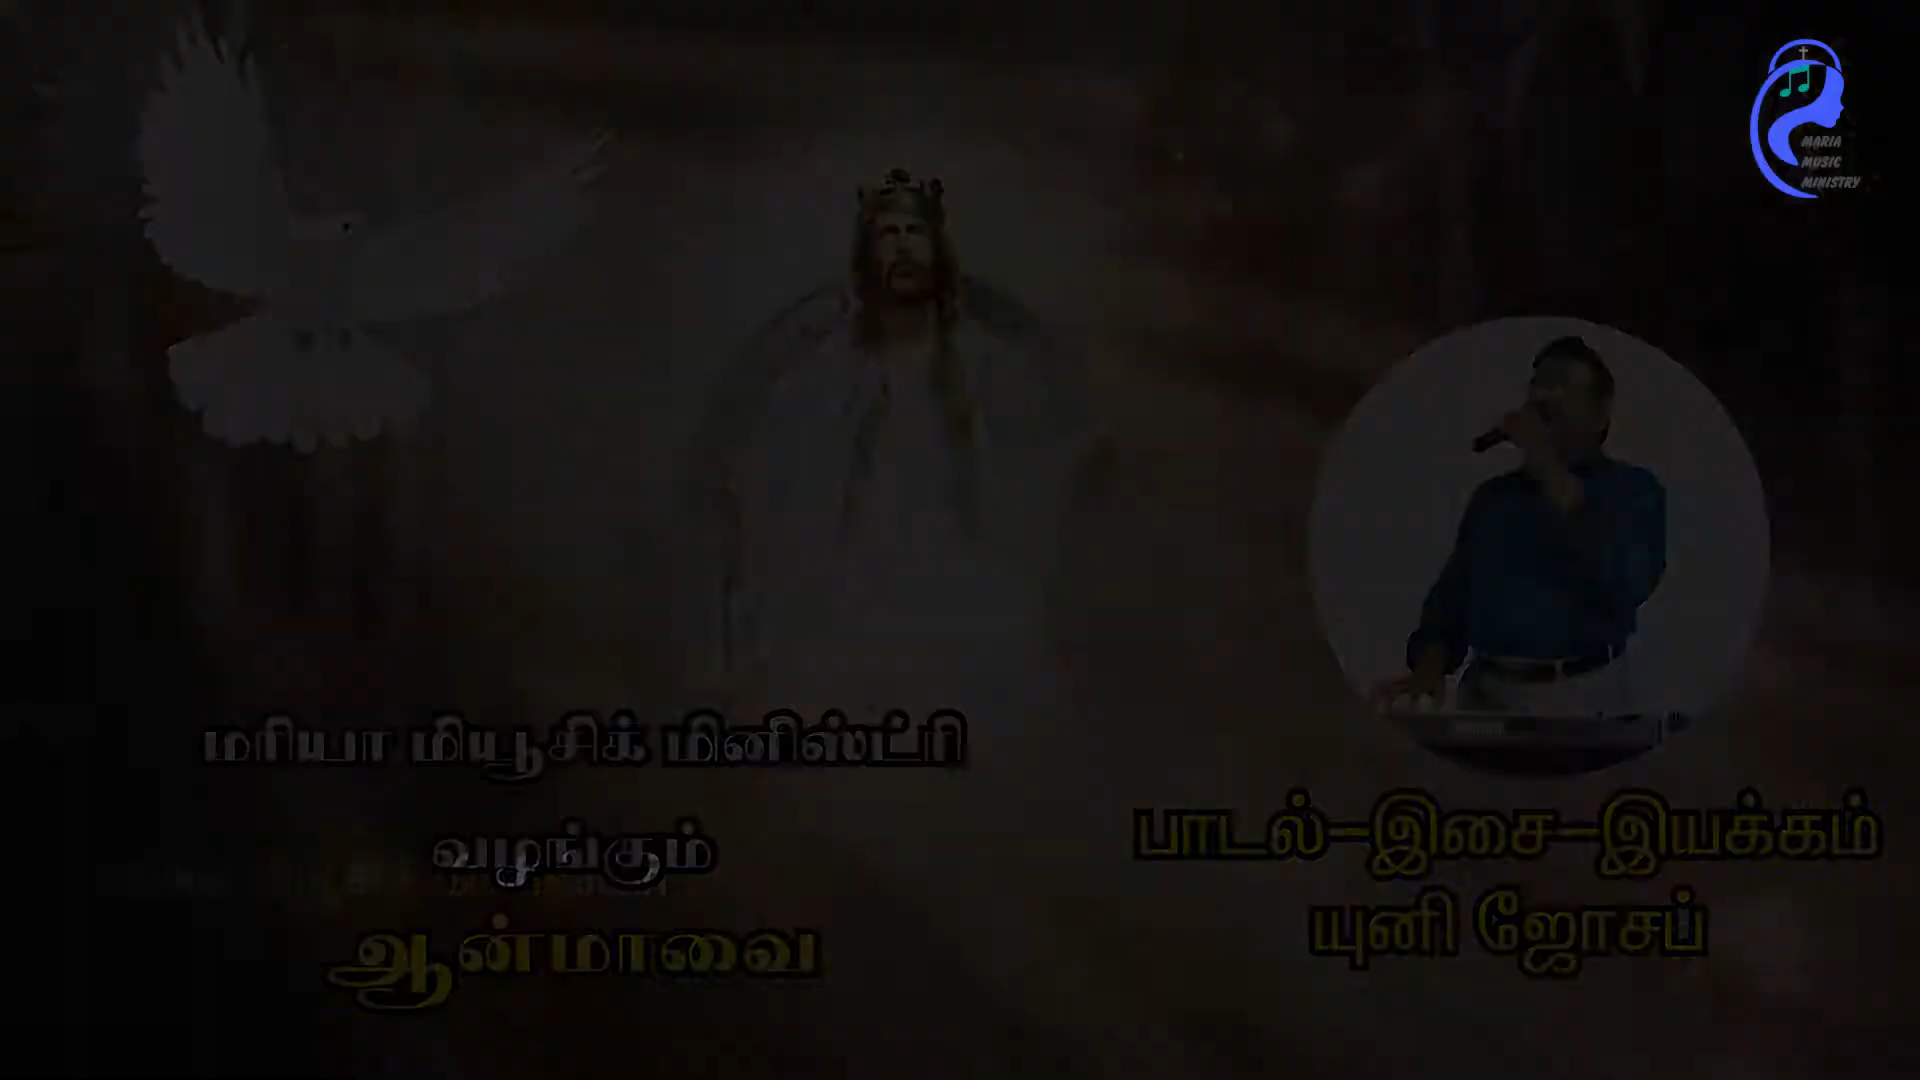 MARIA
MUSIC
MINISTRY
மரியா மியூசிக் மினிஸ்ட்ரி
வழங்கும்
ஆன்மாவை
பாடல்-இசை-இயக்கம்
யுனி ஜோசப்